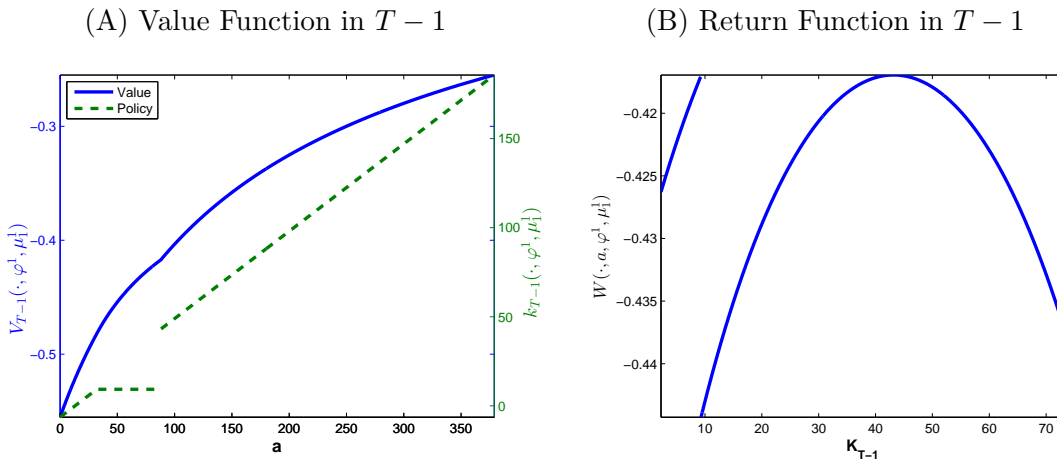 (A) Value Function in T − 1
(B) Return Function in T − 1
Value
Policy
-0.3
-0.4
-0.5
V_{T−1}(·, φ^1, μ_1^1)
150
100
50
0
k_{T−1}(·, φ^1, μ_1^1)
0 50 100 150 200 250 300 350
a
-0.42
-0.425
-0.43
-0.435
-0.44
W(·, a, φ^1, μ_1^1)
10 20 30 40 50 60 70
K_{T−1}